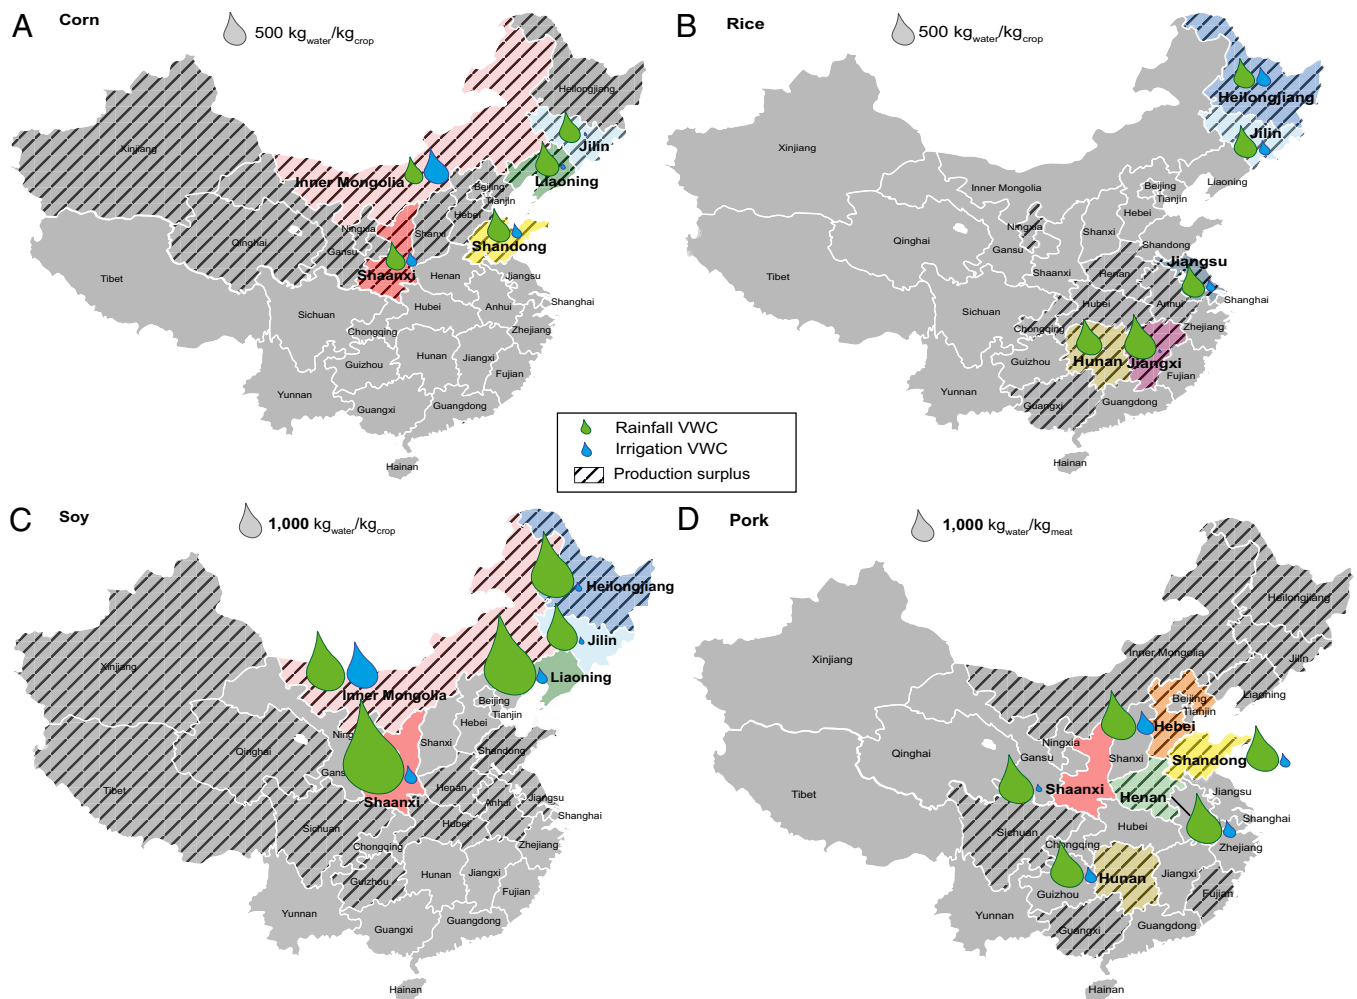 A Corn
500 kgwater/kgcrop
Heilongjiang
Xinjiang
Jilin
Inner Mongolia
Liaoning
Beijing
Tianjin
Hebei
Ningxia
Shanxi
Qinghai
Gansu
Shandong
Shaanxi
Henan
Jiangsu
Tibet
Hubei
Anhui
Shanghai
Sichuan
Chongqing
Zhejiang
Hunan
Jiangxi
Guizhou
Fujian
Yunnan
Guangxi
Guangdong
Hainan
B Rice
500 kgwater/kgcrop
Heilongjiang
Jilin
Xinjiang
Liaoning
Inner Mongolia
Beijing
Tianjin
Hebei
Ningxia
Shanxi
Qinghai
Gansu
Shandong
Jiangsu
Shaanxi
Henan
Tibet
Hubei
Anhui
Shanghai
Sichuan
Chongqing
Zhejiang
Hunan
Jiangxi
Guizhou
Fujian
Yunnan
Guangxi
Guangdong
Hainan
Rainfall VWC
Irrigation VWC
Production surplus
C Soy
1,000 kgwater/kgcrop
Heilongjiang
Jilin
Xinjiang
Liaoning
Inner Mongolia
Beijing
Tianjin
Hebei
Ning
Shanxi
Qinghai
Shandong
Gans
Henan
Tibet
Shaanxi
Anhui
Jiangsu
Shanghai
Sichuan
Hubei
Chongqing
Zhejiang
Guizhou
Hunan
Jiangxi
Fujian
Yunnan
Guangxi
Guangdong
Hainan
D Pork
1,000 kgwater/kgmeat
Heilongjiang
Inner Mongolia
Jilin
Xinjiang
Liaoning
Beijing
Tianjin
Hebei
Ningxia
Qinghai
Gansu
Shanxi
Shandong
Shaanxi
Henan
Jiangsu
Tibet
Shanghai
Sichuan
Hubei
Chongqing
Zhejiang
Hunan
Jiangxi
Guizhou
Fujian
Yunnan
Guangxi
Guangdong
Hainan